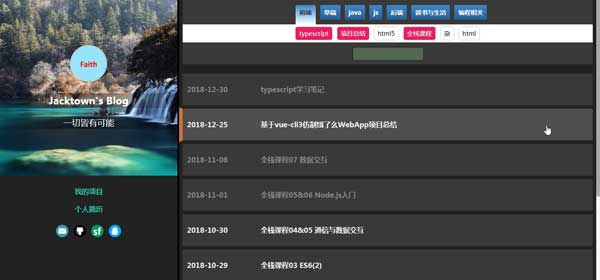 Faith
Jacktown's Blog
一切皆有可能
我的项目
个人简历
前端
草稿
java
js
后端
读书与生活
编程相关
typescript
项目总结
html5
全栈课程
杂
html
2018-12-30 typescript学习笔记
2018-12-25 基于vue-cli3仿制饿了么WebApp项目总结
2018-11-08 全栈课程07 数据交互
2018-11-01 全栈课程05&06 Node.js入门
2018-10-30 全栈课程04&05 通信与数据交互
2018-10-29 全栈课程03 ES6(2)